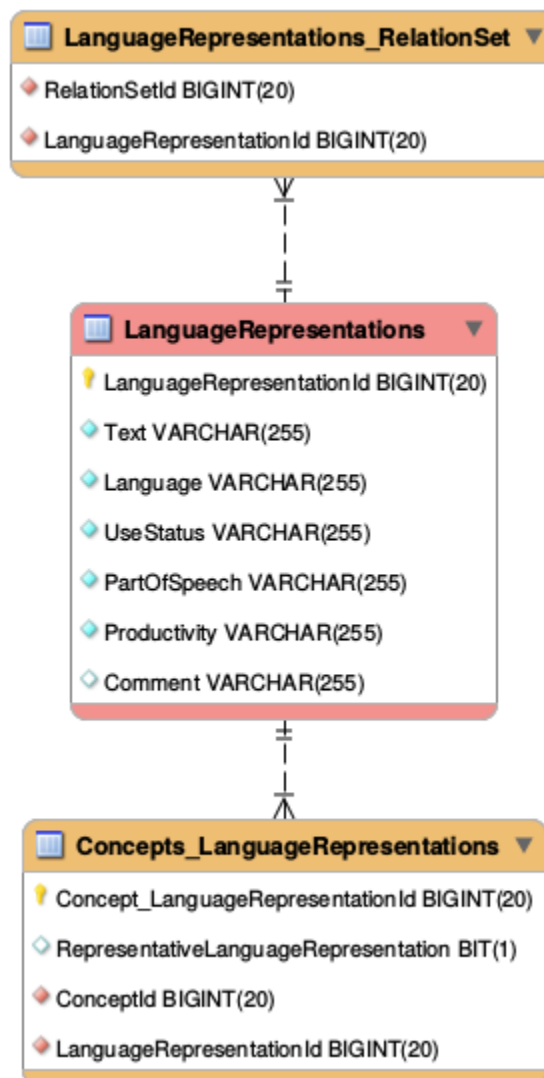 LanguageRepresentations_RelationSet
RelationSetId BIGINT(20)
LanguageRepresentationId BIGINT(20)
LanguageRepresentations
LanguageRepresentationId BIGINT(20)
Text VARCHAR(255)
Language VARCHAR(255)
UseStatus VARCHAR(255)
PartOfSpeech VARCHAR(255)
Productivity VARCHAR(255)
Comment VARCHAR(255)
Concepts_LanguageRepresentations
Concept_LanguageRepresentationId BIGINT(20)
RepresentativeLanguageRepresentation BIT(1)
ConceptId BIGINT(20)
LanguageRepresentationId BIGINT(20)